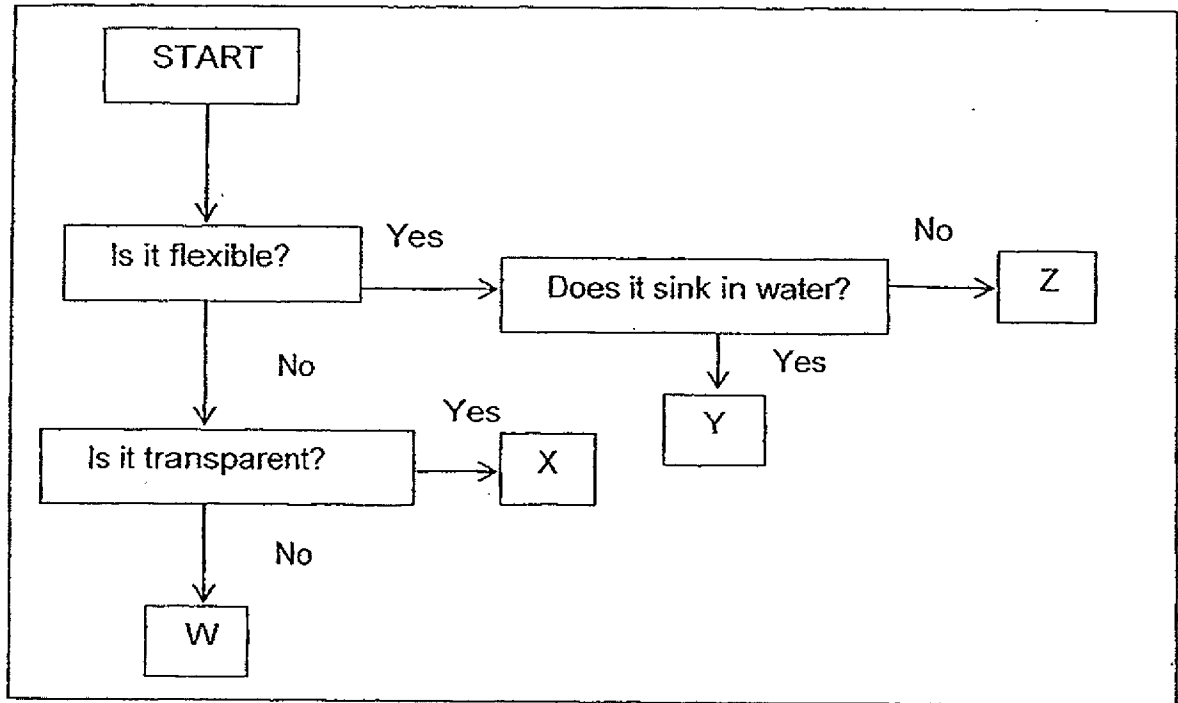 START
Is it flexible?
Yes
Does it sink in water?
No
Z
No
Yes
Y
Is it transparent?
Yes
X
No
W